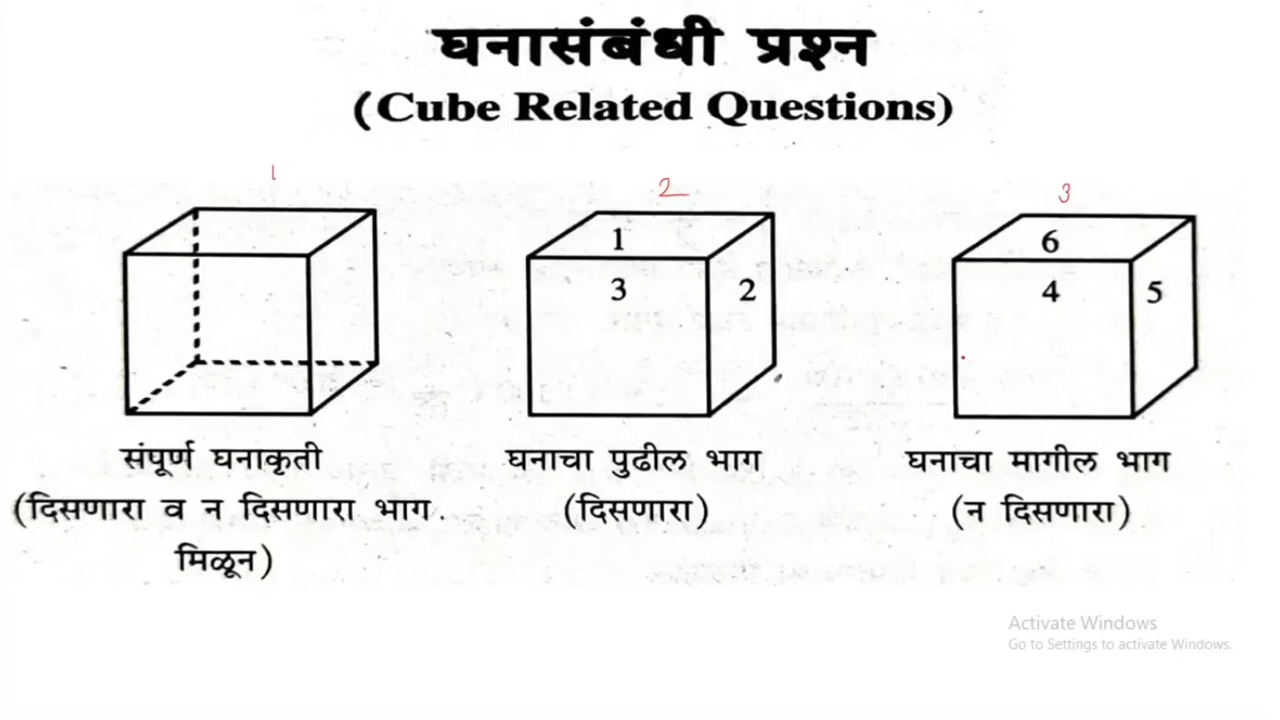 घनासंबंधी प्रश्न
(Cube Related Questions)
1
2
3
1
3
2
6
4
5
संपूर्ण घनाकृती
(दिसणारा व न दिसणारा भाग
मिळून)
घनाचा पुढील भाग
(दिसणारा)
घनाचा मागील भाग
(न दिसणारा)
Activate Windows
Go to Settings to activate Windows.